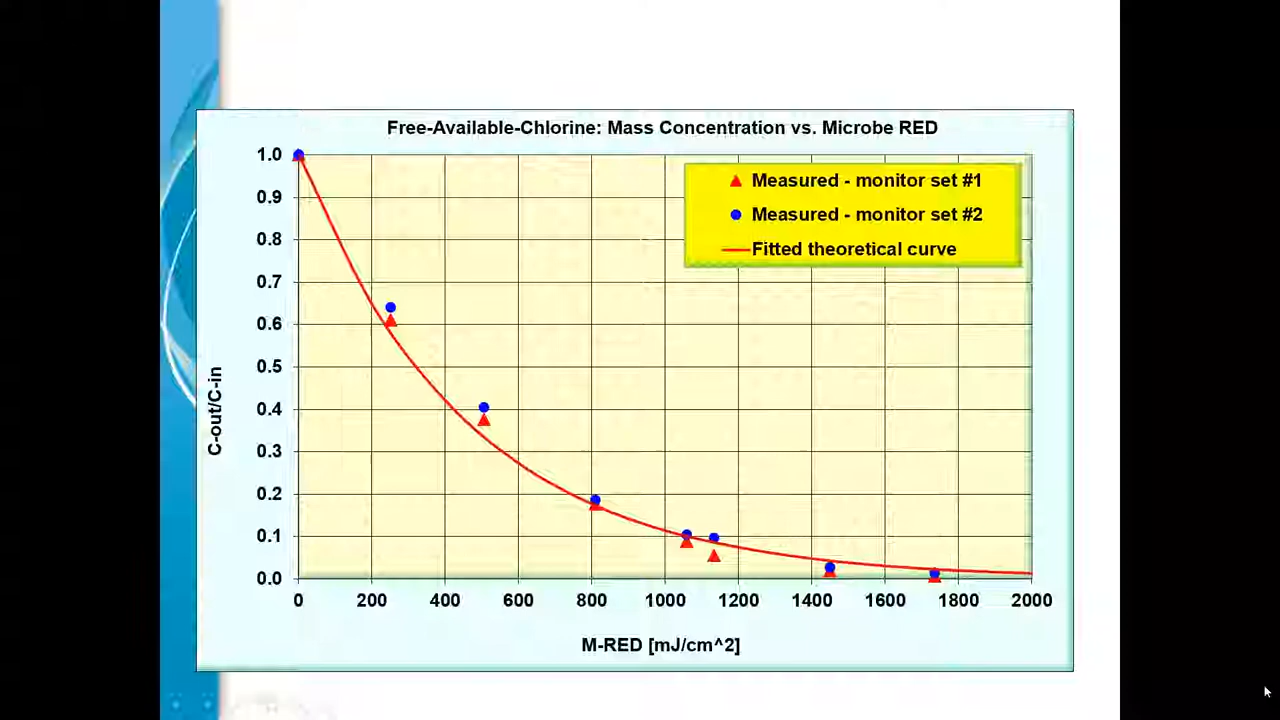 Free-Available-Chlorine: Mass Concentration vs. Microbe RED
Measured - monitor set #1
Measured - monitor set #2
Fitted theoretical curve
1.0
0.9
0.8
0.7
0.6
0.5
0.4
0.3
0.2
0.1
0.0
C-out/C-in
0 200 400 600 800 1000 1200 1400 1600 1800 2000
M-RED [mJ/cm^2]